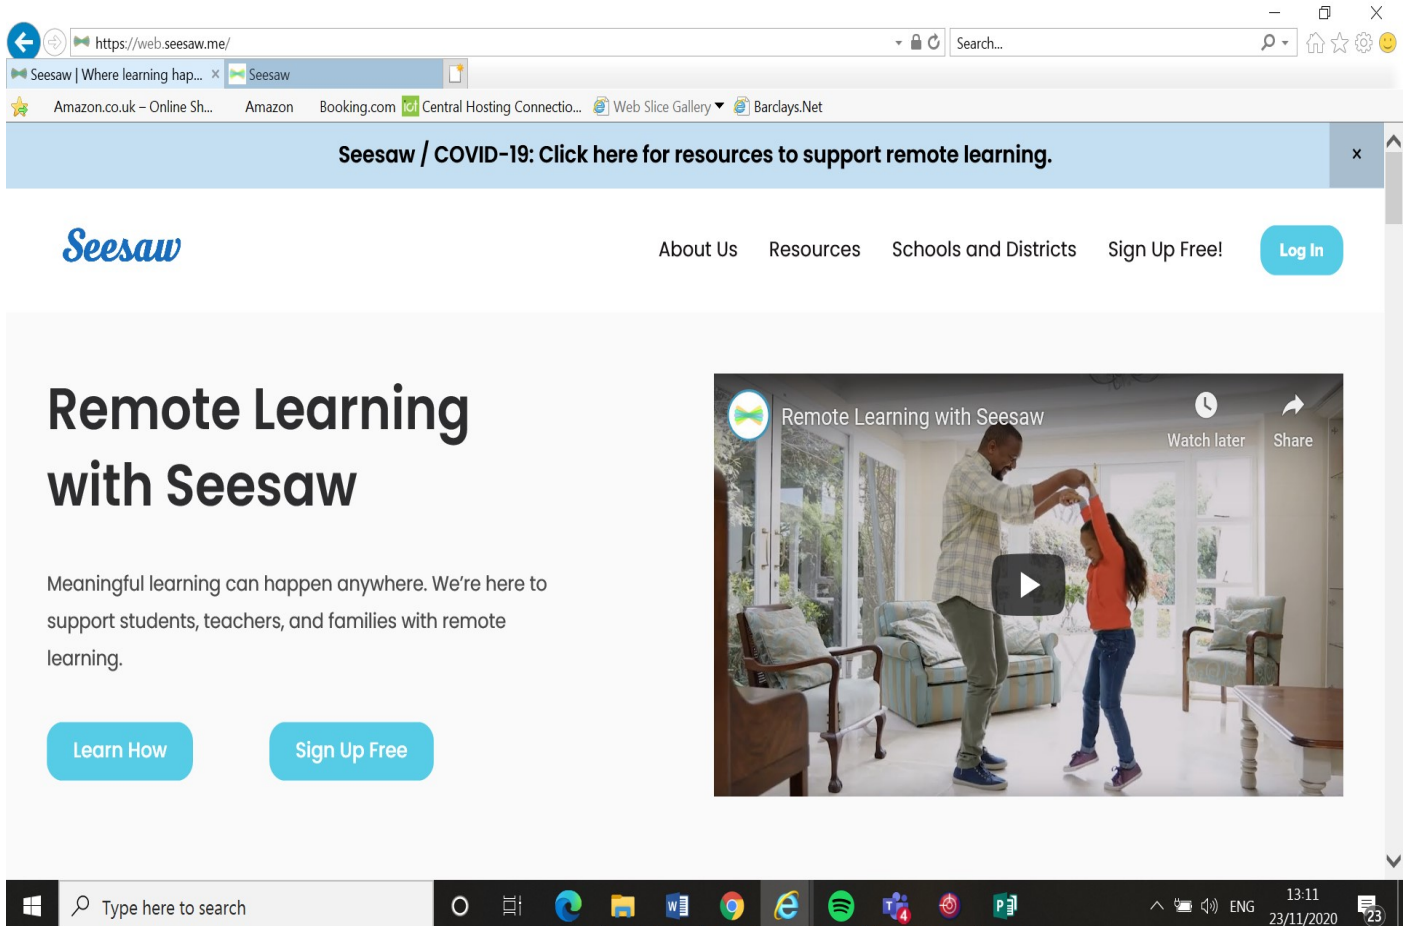 https://web.seesaw.me/
Search...
Seesaw | Where learning hap...
Seesaw
Amazon.co.uk – Online Sh...
Amazon
Booking.com
ict
Central Hosting Connectio...
Web Slice Gallery
Barclays.Net
Seesaw / COVID-19: Click here for resources to support remote learning.
x
Seesaw
About Us
Resources
Schools and Districts
Sign Up Free!
Log In
Remote Learning
with Seesaw
Remote Learning with Seesaw
Watch later
Share
Meaningful learning can happen anywhere. We’re here to
support students, teachers, and families with remote
learning.
Learn How
Sign Up Free
Type here to search
4
ENG
13:11
23/11/2020
23